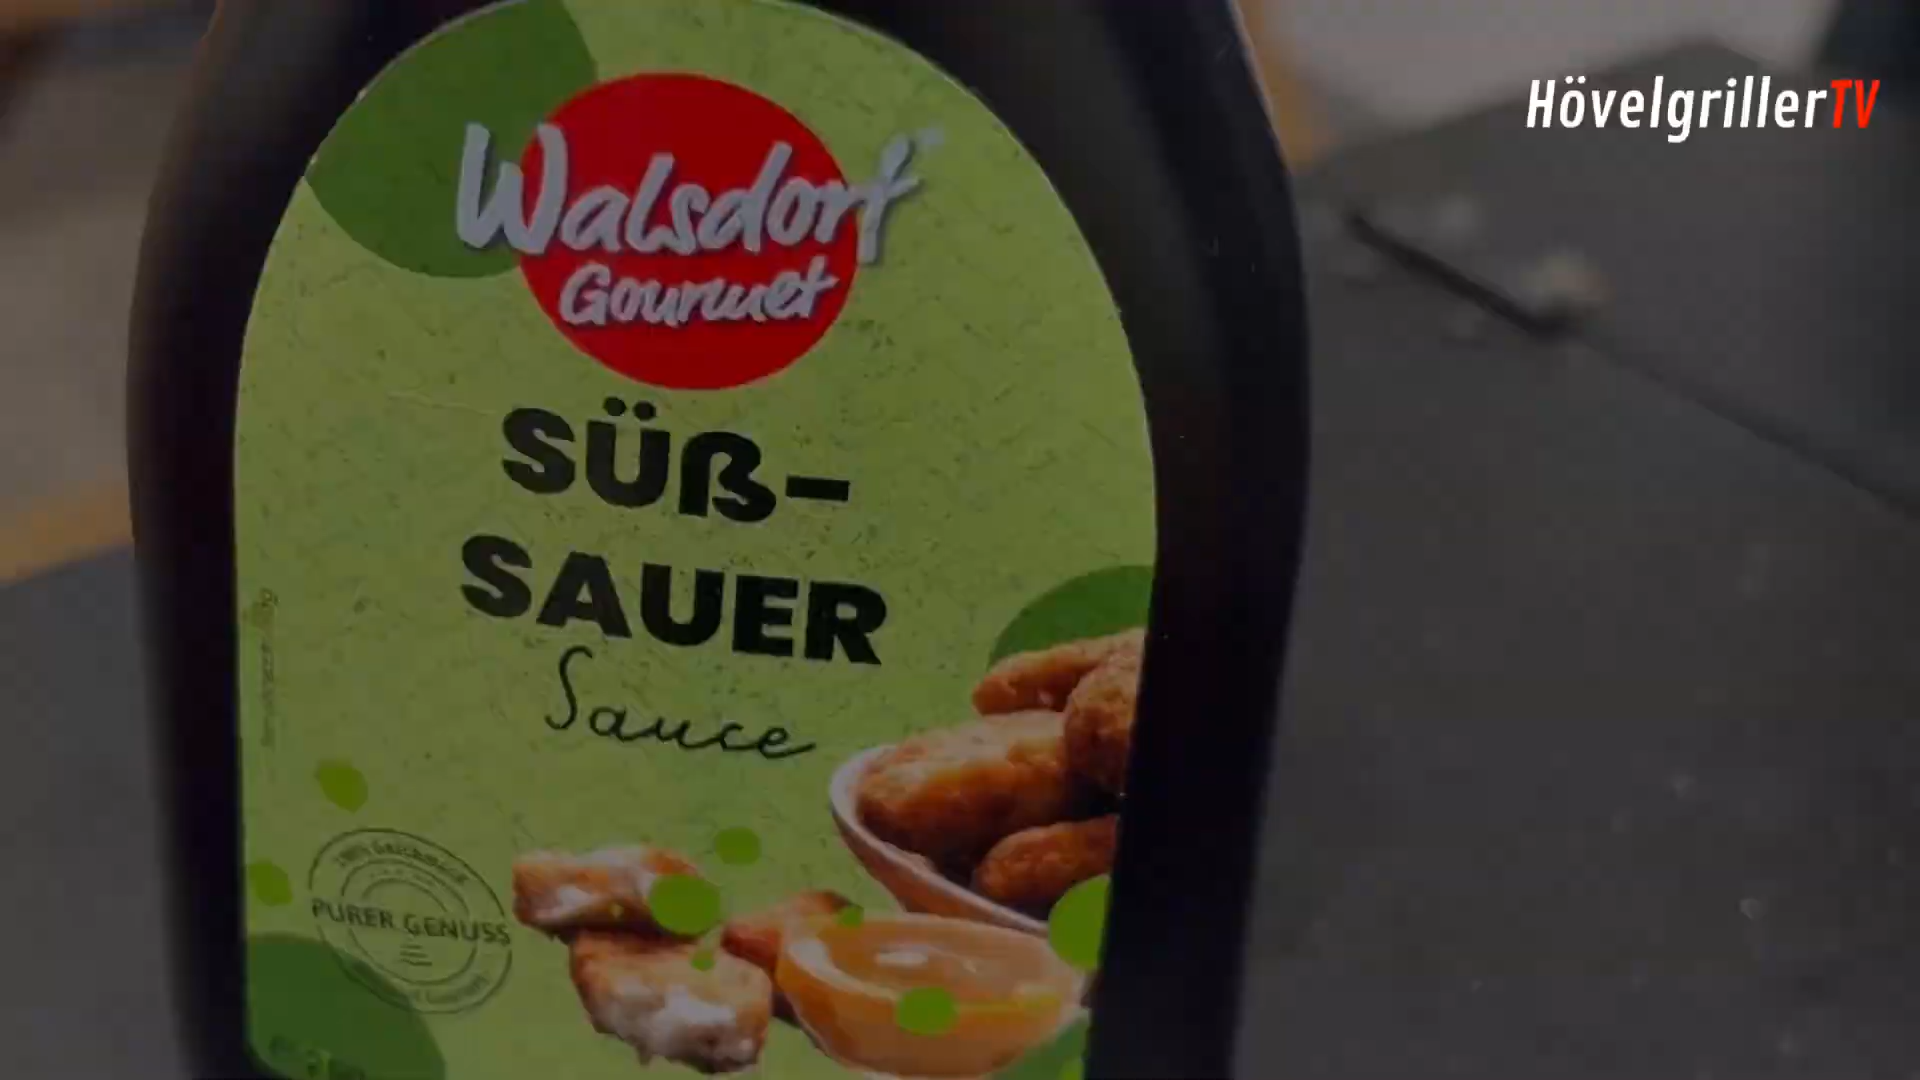 HövelgrillerTV
Walsdorf
Gourmet
SÜß-
SAUER
Sauce
PURER GENUSS